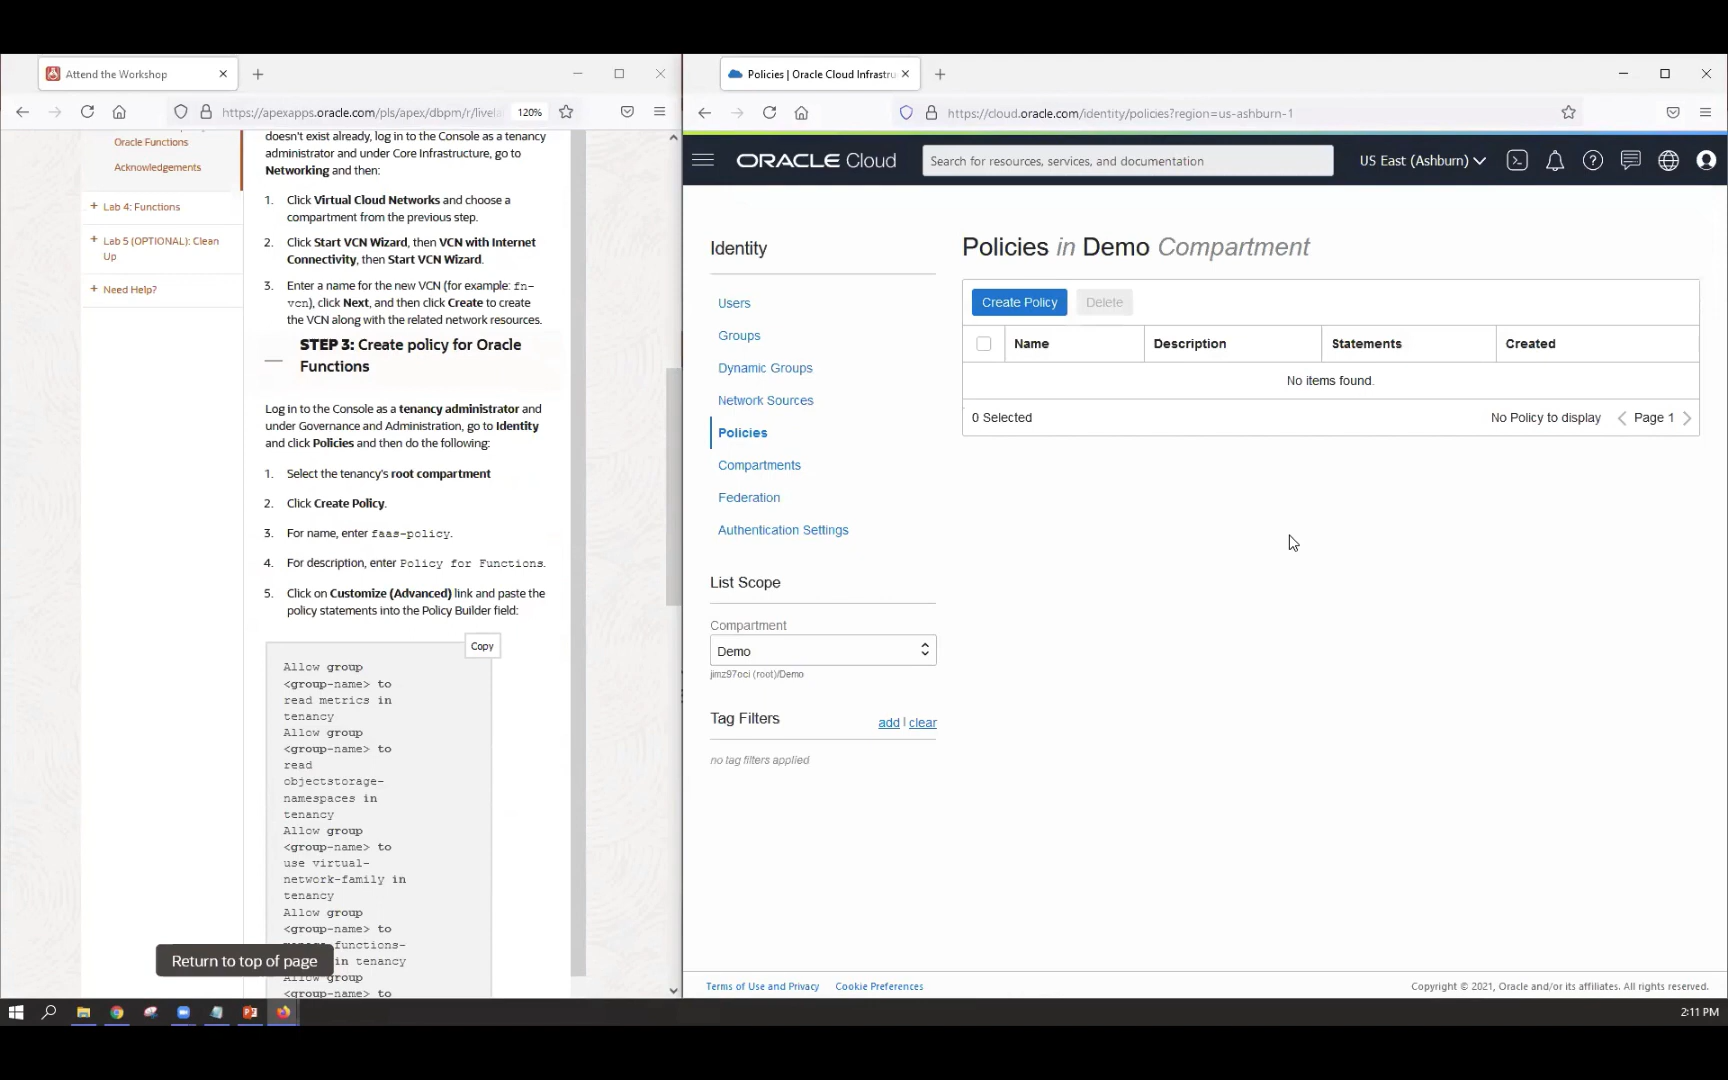 Attend the Workshop
https://apexapps.oracle.com/pls/apex/dbpm/r/livela
120%
Oracle Functions
Acknowledgements
+ Lab 4: Functions
+ Lab 5 (OPTIONAL): Clean
Up
+ Need Help?
doesn't exist already, log in to the Console as a tenancy
administrator and under Core Infrastructure, go to
Networking and then:
1. Click Virtual Cloud Networks and choose a
compartment from the previous step.
2. Click Start VCN Wizard, then VCN with Internet
Connectivity, then Start VCN Wizard.
3. Enter a name for the new VCN (for example: fn-
vcn), click Next, and then click Create to create
the VCN along with the related network resources.
STEP 3: Create policy for Oracle
Functions
Log in to the Console as a tenancy administrator and
under Governance and Administration, go to Identity
and click Policies and then do the following:
1. Select the tenancy's root compartment
2. Click Create Policy.
3. For name, enter faas-policy.
4. For description, enter Policy for Functions.
5. Click on Customize (Advanced) link and paste the
policy statements into the Policy Builder field:
Copy
Allow group
<group-name> to
read metrics in
tenancy
Allow group
<group-name> to
read
objectstorage-
namespaces in
tenancy
Allow group
<group-name> to
use virtual-
network-family in
tenancy
Allow group
<group-name> to
functions-
in tenancy
Allow group
<group-name> to
Return to top of page
Policies | Oracle Cloud Infrastru
https://cloud.oracle.com/identity/policies?region=us-ashburn-1
ORACLE Cloud
Search for resources, services, and documentation
US East (Ashburn)
Identity
Users
Groups
Dynamic Groups
Network Sources
Policies
Compartments
Federation
Authentication Settings
List Scope
Compartment
Demo
jimz97oci (root)/Demo
Tag Filters
add | clear
no tag filters applied
Policies in Demo Compartment
Create Policy Delete
Name Description Statements Created
No items found.
0 Selected No Policy to display Page 1
Terms of Use and Privacy Cookie Preferences
Copyright © 2021, Oracle and/or its affiliates. All rights reserved.
2:11 PM